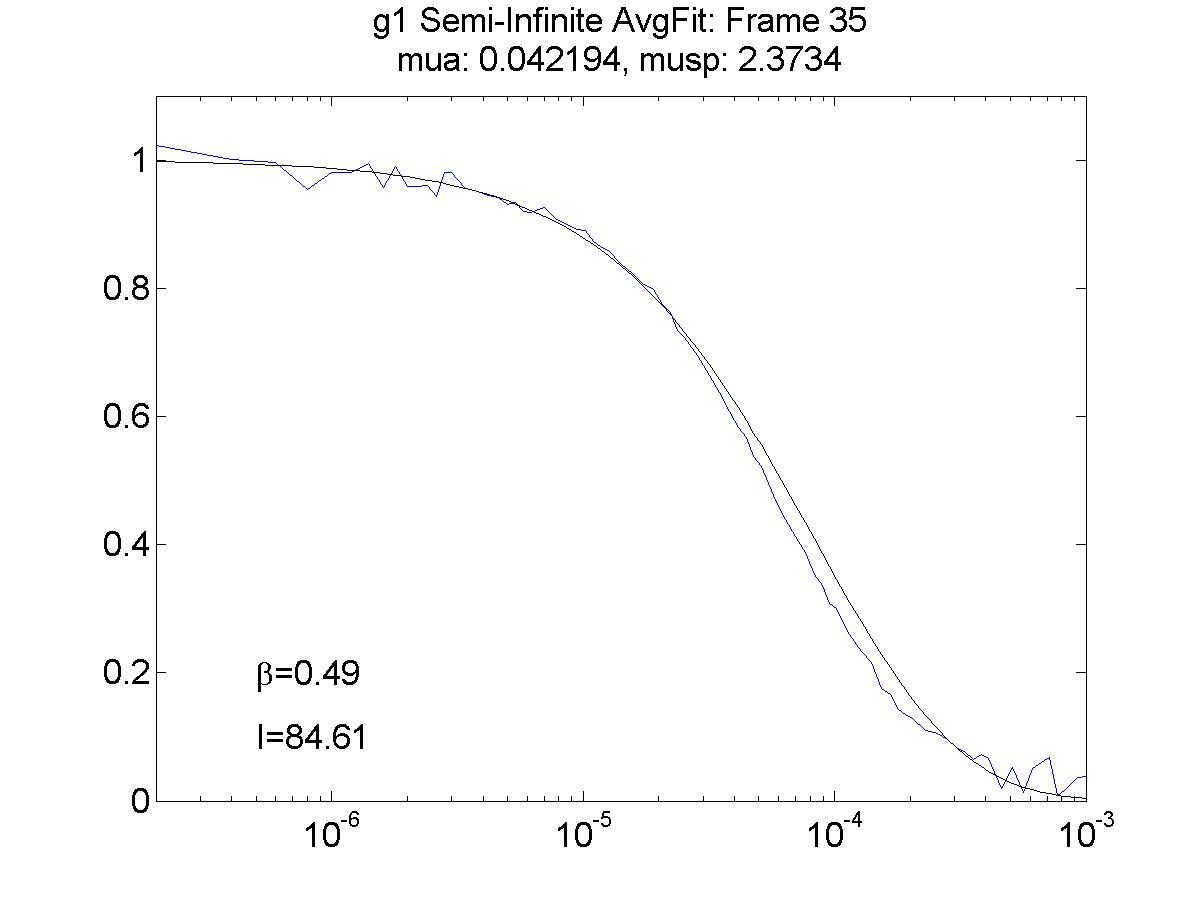 g1 Semi-Infinite AvgFit: Frame 35
mua: 0.042194, musp: 2.3734
1
0.8
0.6
0.4
0.2
0
β=0.49
I=84.61
10^-6
10^-5
10^-4
10^-3